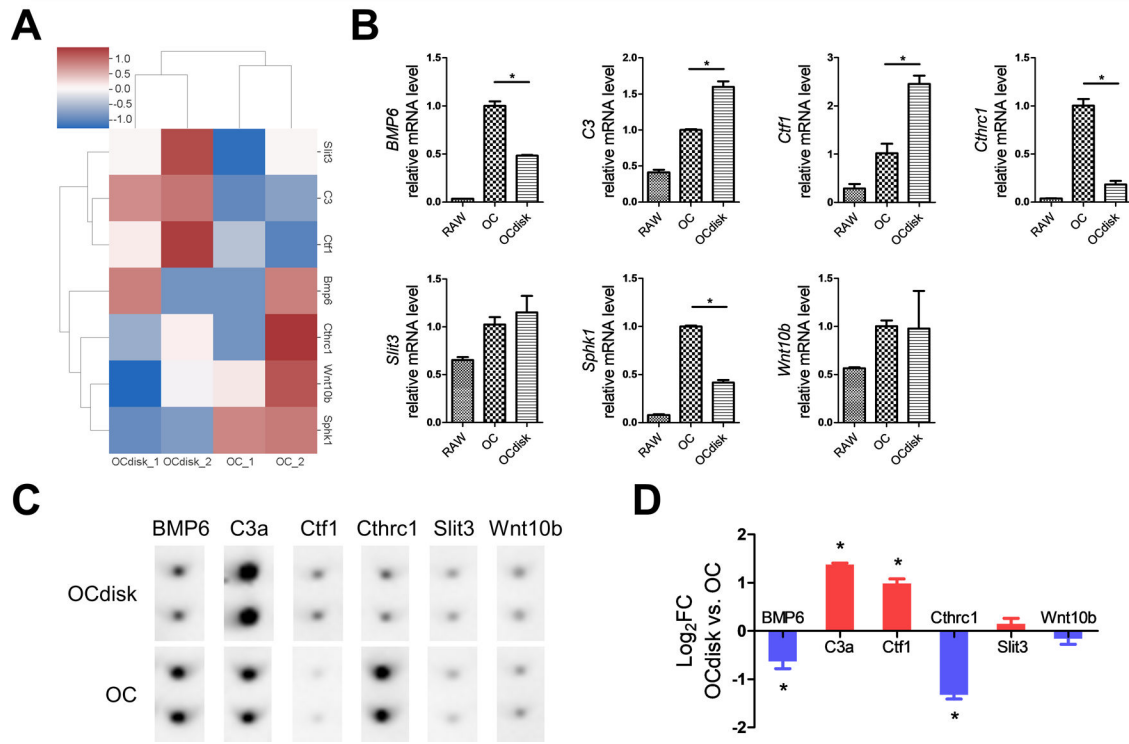 A
1.0
0.5
0.0
-0.5
-1.0
Slit3
C3
Ctf1
Bmp6
Cthrc1
Wnt10b
Sphk1
OCdisk_1 OCdisk_2 OC_1 OC_2
B
BMP6
relative mRNA level
1.5
1.0
0.5
0.0
*
RAW
OC
OCdisk
C3
relative mRNA level
2.0
1.5
1.0
0.5
0.0
*
RAW
OC
OCdisk
Ctf1
relative mRNA level
3
2
1
0
*
RAW
OC
OCdisk
Cthrc1
relative mRNA level
1.5
1.0
0.5
0.0
*
RAW
OC
OCdisk
Slit3
relative mRNA level
1.5
1.0
0.5
0.0
RAW
OC
OCdisk
Sphk1
relative mRNA level
1.5
1.0
0.5
0.0
*
RAW
OC
OCdisk
Wnt10b
relative mRNA level
1.5
1.0
0.5
0.0
RAW
OC
OCdisk
C
BMP6 C3a Ctf1 Cthrc1 Slit3 Wnt10b
OCdisk
OC
D
Log₂FC
OCdisk vs. OC
2
1
0
-1
-2
* *
BMP6 Cthrc1 Wnt10b
C3a Ctf1 Slit3
* *